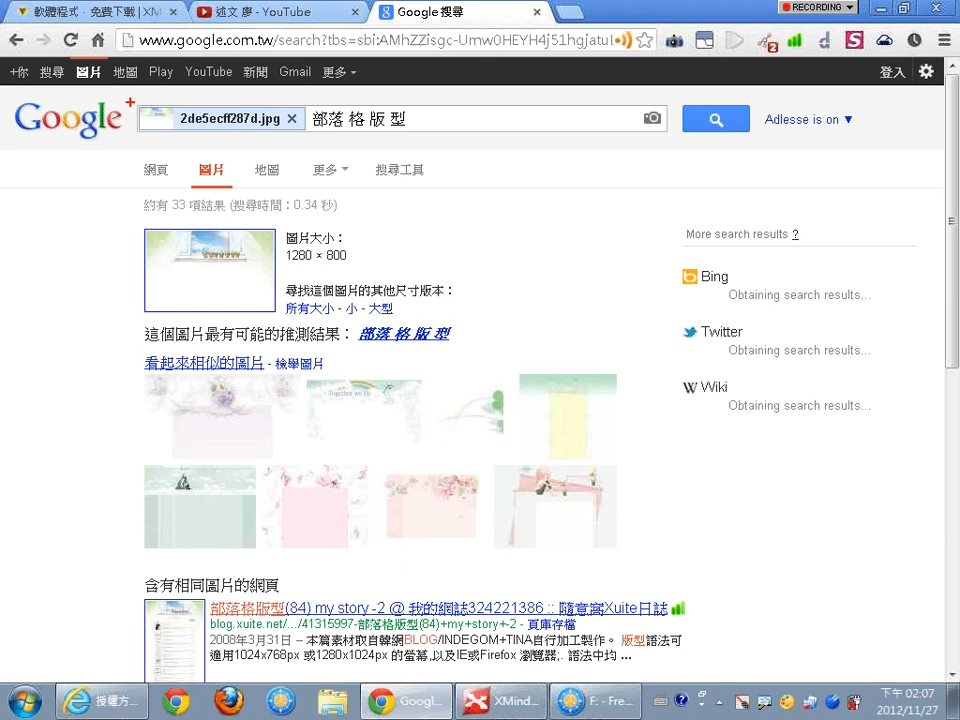 軟體程式 - 免費下載 | XM
述文 廖 - YouTube
Google 搜尋
RECORDING
www.google.com.tw/search?tbs=sbi:AMhZZisgc-Umw0HEYH4j51hgjatul
+你 搜尋 圖片 地圖 Play YouTube 新聞 Gmail 更多
登入
Google
2de5ecff287d.jpg
部落 格 版 型
Adlesse is on ▼
網頁 圖片 地圖 更多 搜尋工具
約有 33 項結果 (搜尋時間：0.34 秒)
圖片大小：
1280 × 800
尋找這個圖片的其他尺寸版本：
所有大小 - 小 - 大型
這個圖片最有可能的推測結果： 部落 格 版 型
看起來相似的圖片 - 檢舉圖片
More search results ?
Bing
Obtaining search results...
Twitter
Obtaining search results...
Wiki
Obtaining search results...
含有相同圖片的網頁
部落格版型(84) my story -2 @ 我的網誌324221386 :: 隨意窩Xuite日誌
blog.xuite.net/.../41315997-部落格版型(84)+my+story+-2 - 頁庫存檔
2008年3月31日 – 本篇素材取自韓網BLOG/INDEGOM+TINA自行加工製作。 版型語法可
適用1024x768px 或1280x1024px 的螢幕,以及IE或Firefox 瀏覽器;. 語法中均 ...
授權方...
Googl...
XMind...
F: - Fre...
下午 02:07
2012/11/27